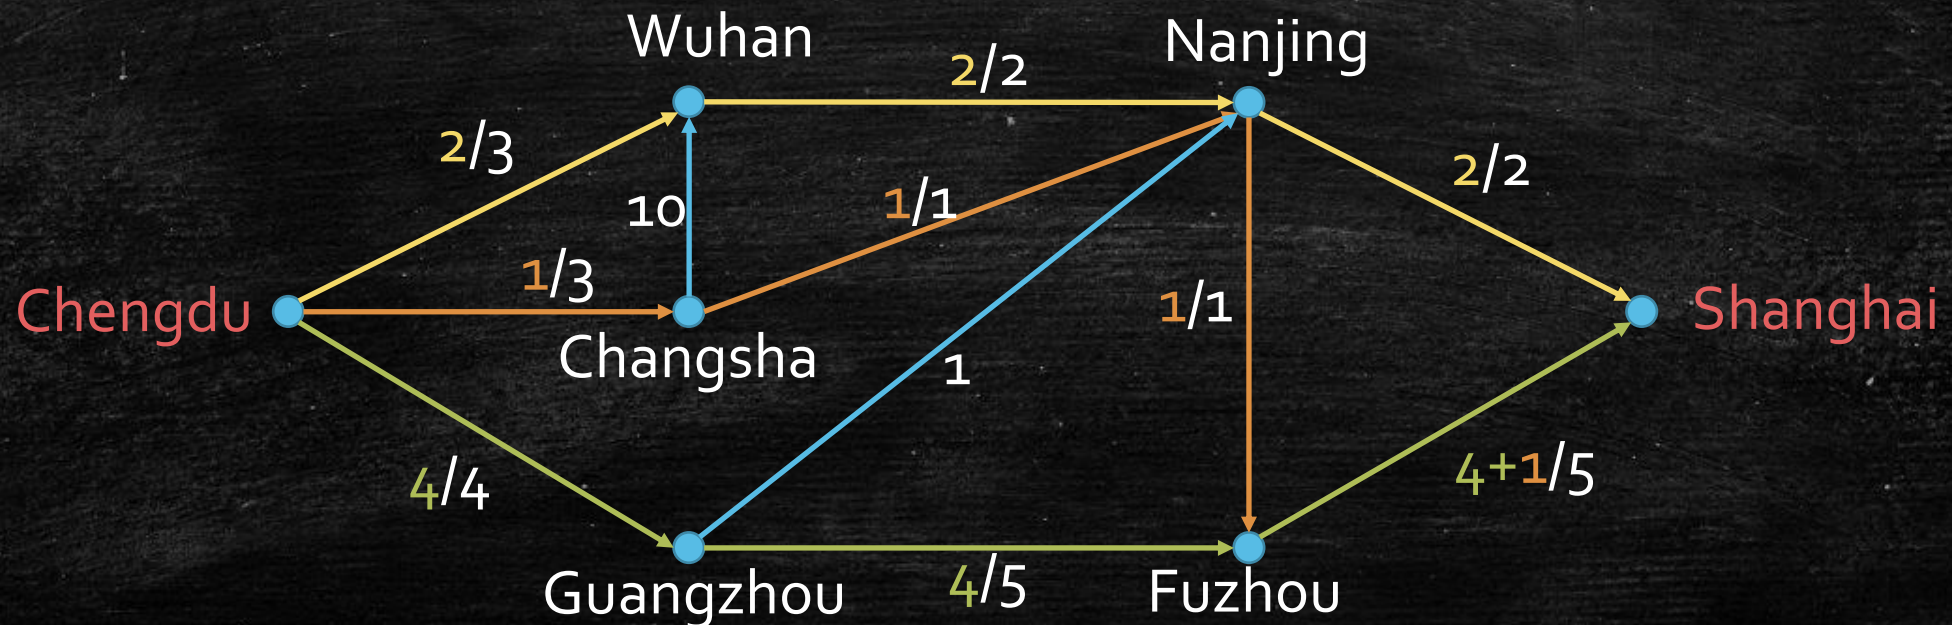 Wuhan
Nanjing
2/2
2/3
2/2
10
1/1
1/3
Chengdu
1/1
Shanghai
Changsha
1
4/4
4+1/5
Guangzhou
4/5
Fuzhou